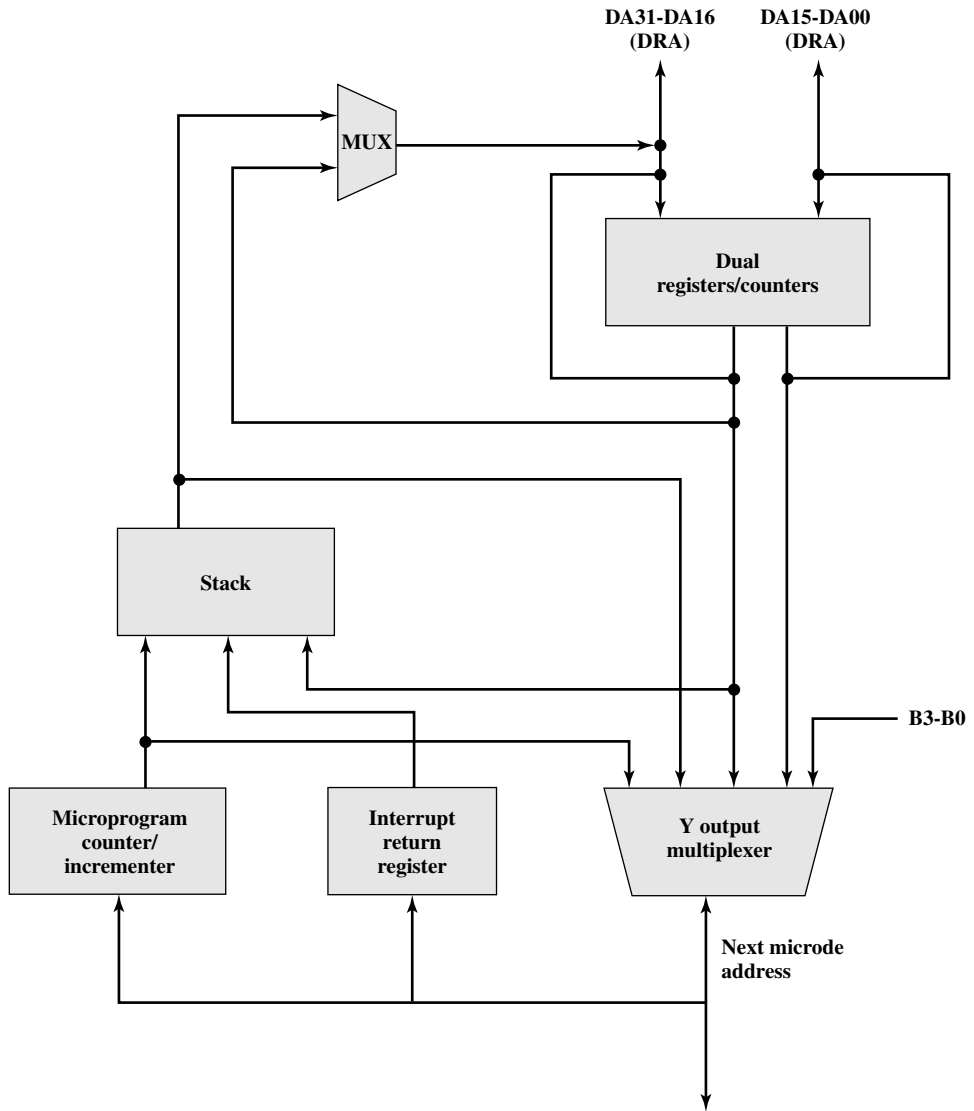 DA31-DA16
(DRA)
DA15-DA00
(DRA)
MUX
Dual
registers/counters
Stack
B3-B0
Microprogram
counter/
incrementer
Interrupt
return
register
Y output
multiplexer
Next microde
address